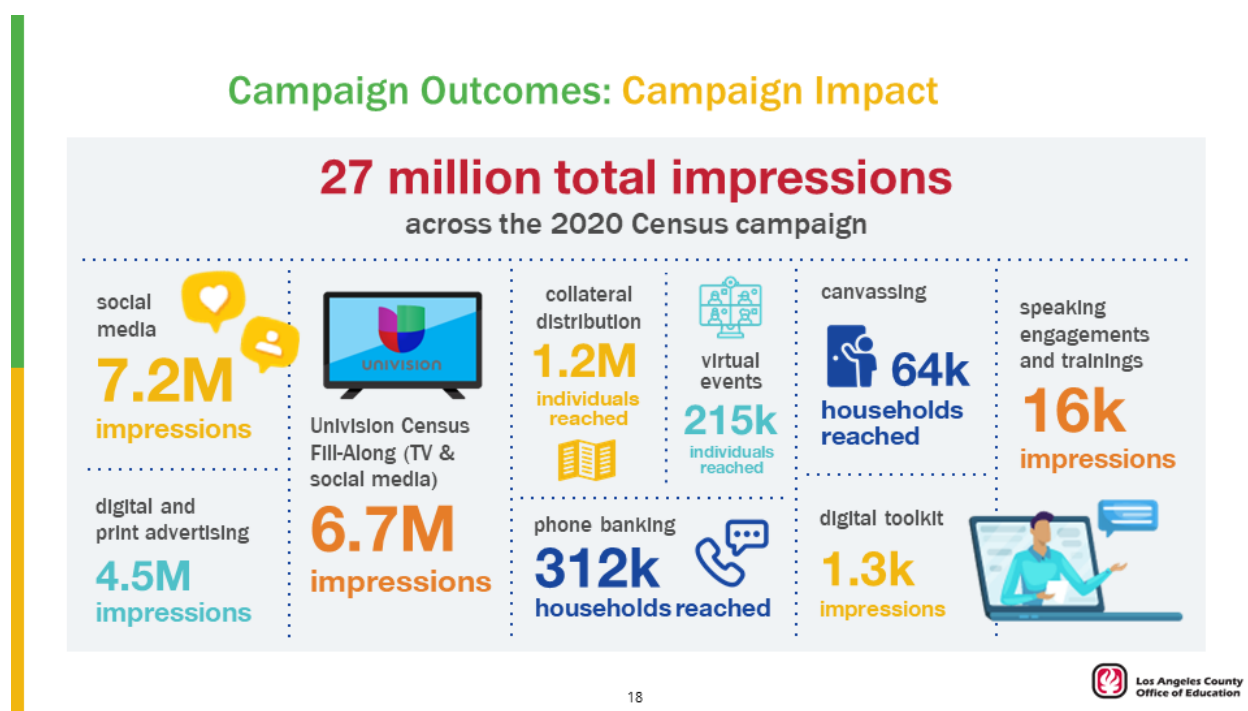 Campaign Outcomes: Campaign Impact
27 million total impressions
across the 2020 Census campaign
social
media
7.2M
impressions
digital and
print advertising
4.5M
impressions
UNIVISION
Univision Census
Fill-Along (TV &
social media)
6.7M
impressions
collateral
distribution
1.2M
individuals
reached
virtual
events
215k
individuals
reached
phone banking
312k
households reached
canvassing
64k
households
reached
digital toolkit
1.3k
impressions
speaking
engagements
and trainings
16k
impressions
18
Los Angeles County
Office of Education